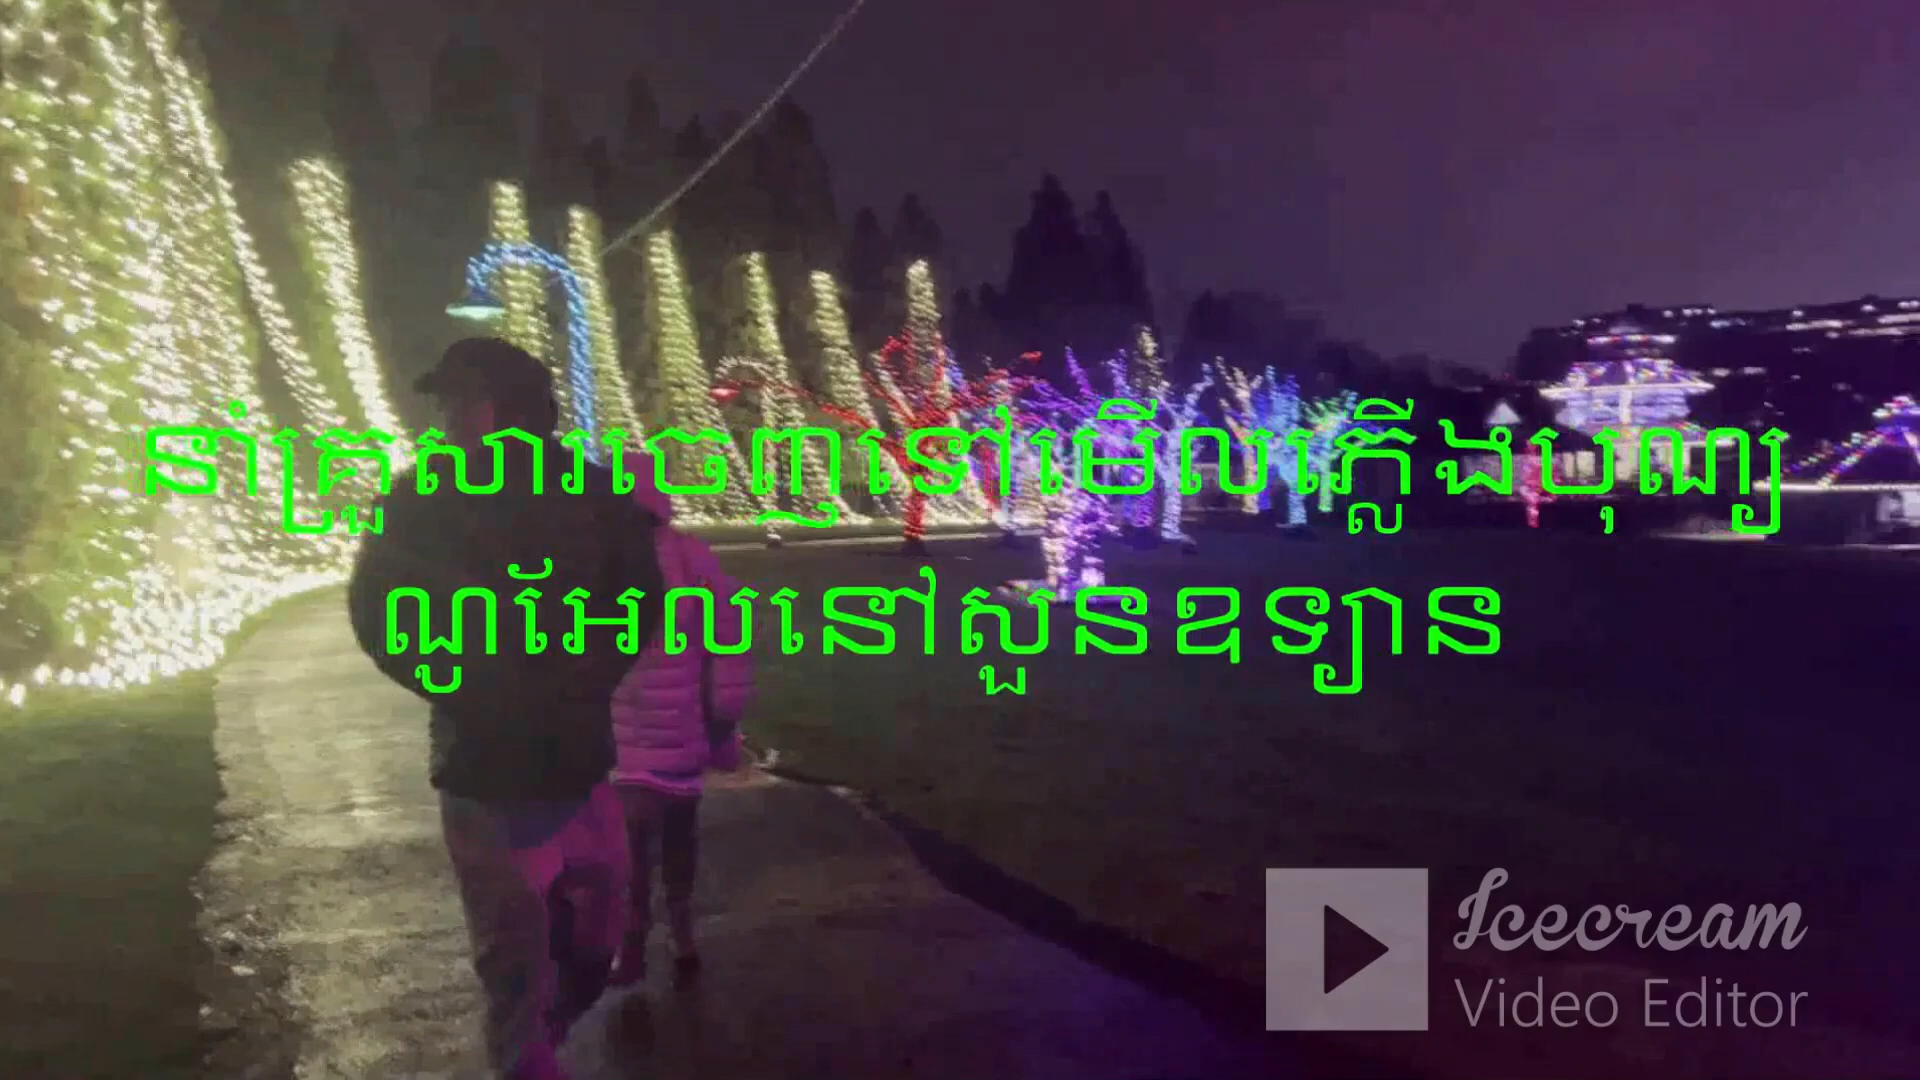 នាំគ្រួសារចេញទៅមើលភ្លើងបុណ្យ
ណូអែលនៅសួនឧទ្យាន
Icecream
Video Editor